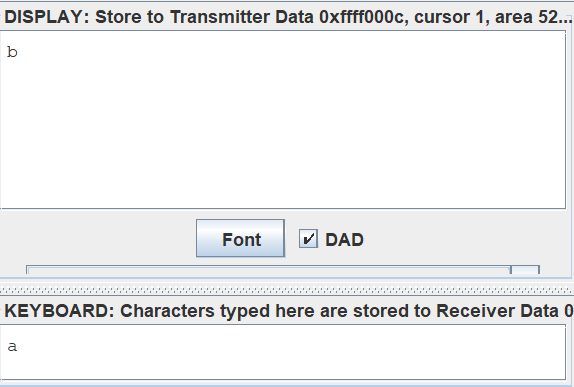 DISPLAY: Store to Transmitter Data 0xffff000c, cursor 1, area 52...
b
Font
DAD
KEYBOARD: Characters typed here are stored to Receiver Data 0
a